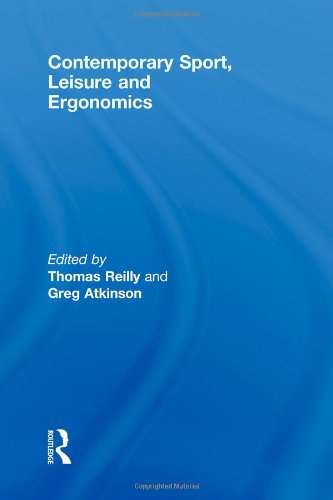 Contemporary Sport,
Leisure and
Ergonomics
Edited by
Thomas Reilly and
Greg Atkinson
ROUTLEDGE